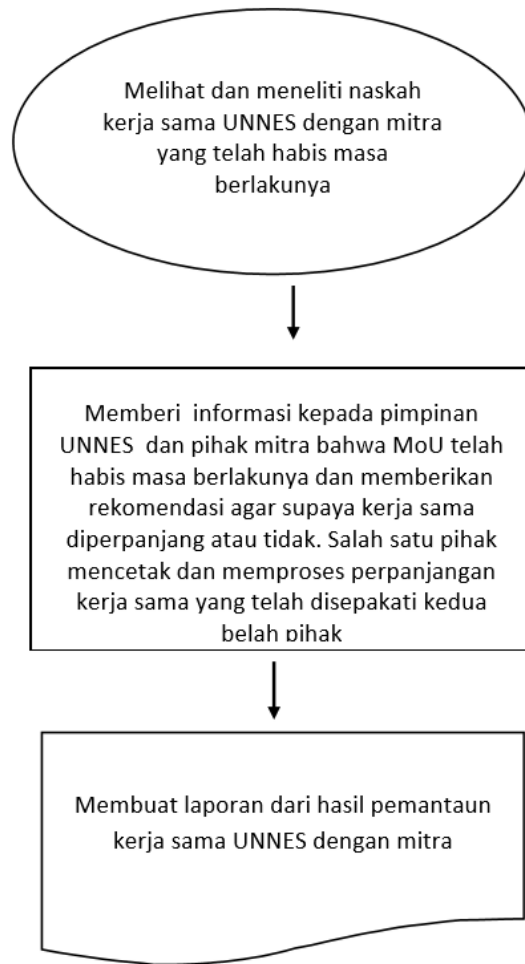 Melihat dan meneliti naskah
kerja sama UNNES dengan mitra
yang telah habis masa
berlakunya
Memberi informasi kepada pimpinan
UNNES dan pihak mitra bahwa MoU telah
habis masa berlakunya dan memberikan
rekomendasi agar supaya kerja sama
diperpanjang atau tidak. Salah satu pihak
mencetak dan memproses perpanjangan
kerja sama yang telah disepakati kedua
belah pihak
Membuat laporan dari hasil pemantaun
kerja sama UNNES dengan mitra